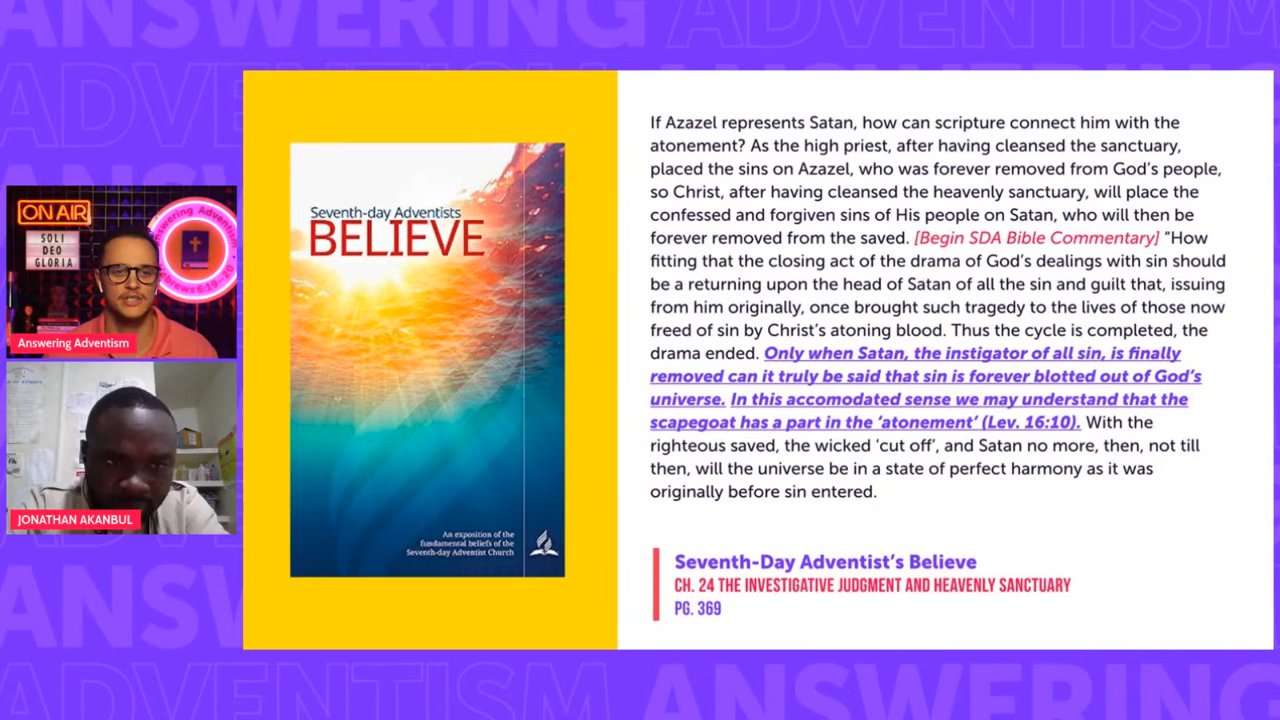 ANSWERING ADVENTISM
ADVENTISM ANSWERING
ON AIR
SOLI
DEO
GLORIA
Answering Adventism
Answering Adventism
JONATHAN AKANBUL
Seventh-day Adventists
BELIEVE
An exposition of the
fundamental beliefs of the
Seventh-day Adventist Church
If Azazel represents Satan, how can scripture connect him with the
atonement? As the high priest, after having cleansed the sanctuary,
placed the sins on Azazel, who was forever removed from God's people,
so Christ, after having cleansed the heavenly sanctuary, will place the
confessed and forgiven sins of His people on Satan, who will then be
forever removed from the saved. [Begin SDA Bible Commentary] "How
fitting that the closing act of the drama of God's dealings with sin should
be a returning upon the head of Satan of all the sin and guilt that, issuing
from him originally, once brought such tragedy to the lives of those now
freed of sin by Christ's atoning blood. Thus the cycle is completed, the
drama ended. Only when Satan, the instigator of all sin, is finally
removed can it truly be said that sin is forever blotted out of God's
universe. In this accomodated sense we may understand that the
scapegoat has a part in the 'atonement' (Lev. 16:10). With the
righteous saved, the wicked 'cut off', and Satan no more, then, not till
then, will the universe be in a state of perfect harmony as it was
originally before sin entered.
Seventh-Day Adventist's Believe
CH. 24 THE INVESTIGATIVE JUDGMENT AND HEAVENLY SANCTUARY
PG. 369
ANSWERING
ADVENTISM ANSWERING